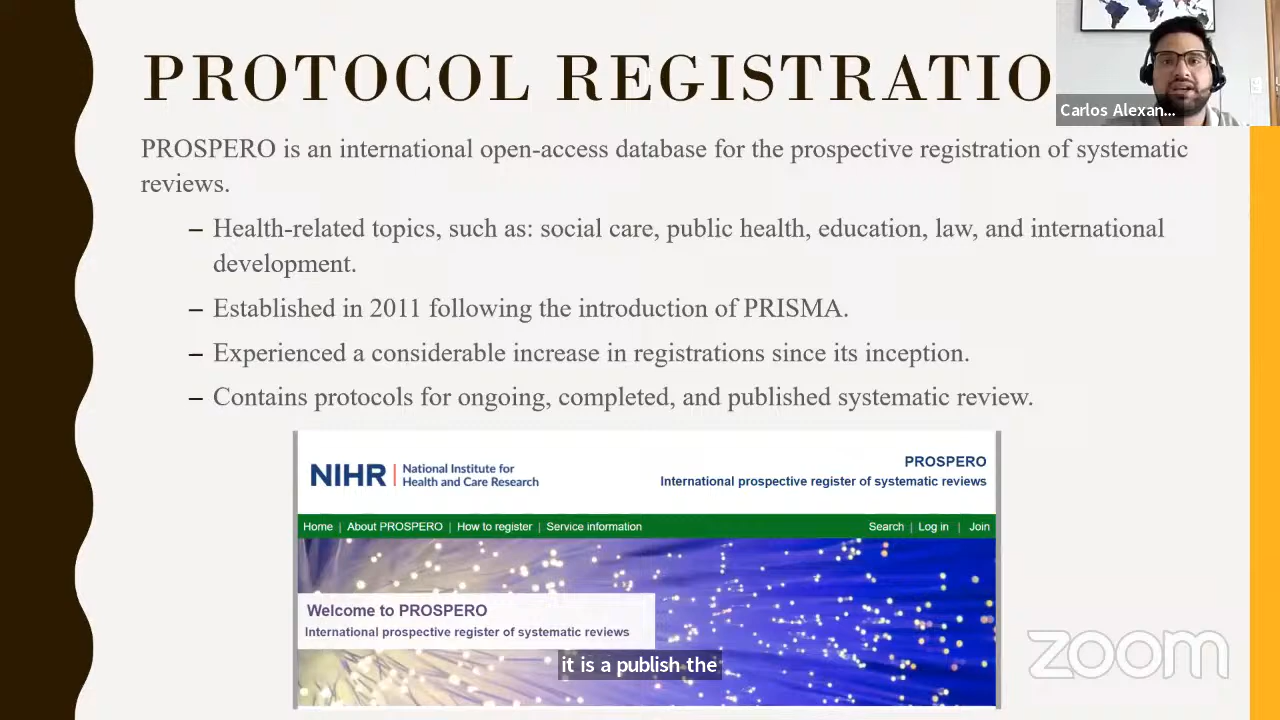 PROTOCOL REGISTRATIO
Carlos Alexan...
PROSPERO is an international open-access database for the prospective registration of systematic
reviews.
– Health-related topics, such as: social care, public health, education, law, and international
development.
– Established in 2011 following the introduction of PRISMA.
– Experienced a considerable increase in registrations since its inception.
– Contains protocols for ongoing, completed, and published systematic review.
NIHR | National Institute for
Health and Care Research
PROSPERO
International prospective register of systematic reviews
Home | About PROSPERO | How to register | Service information
Search | Log in | Join
Welcome to PROSPERO
International prospective register of systematic reviews
it is a publish the
zoom